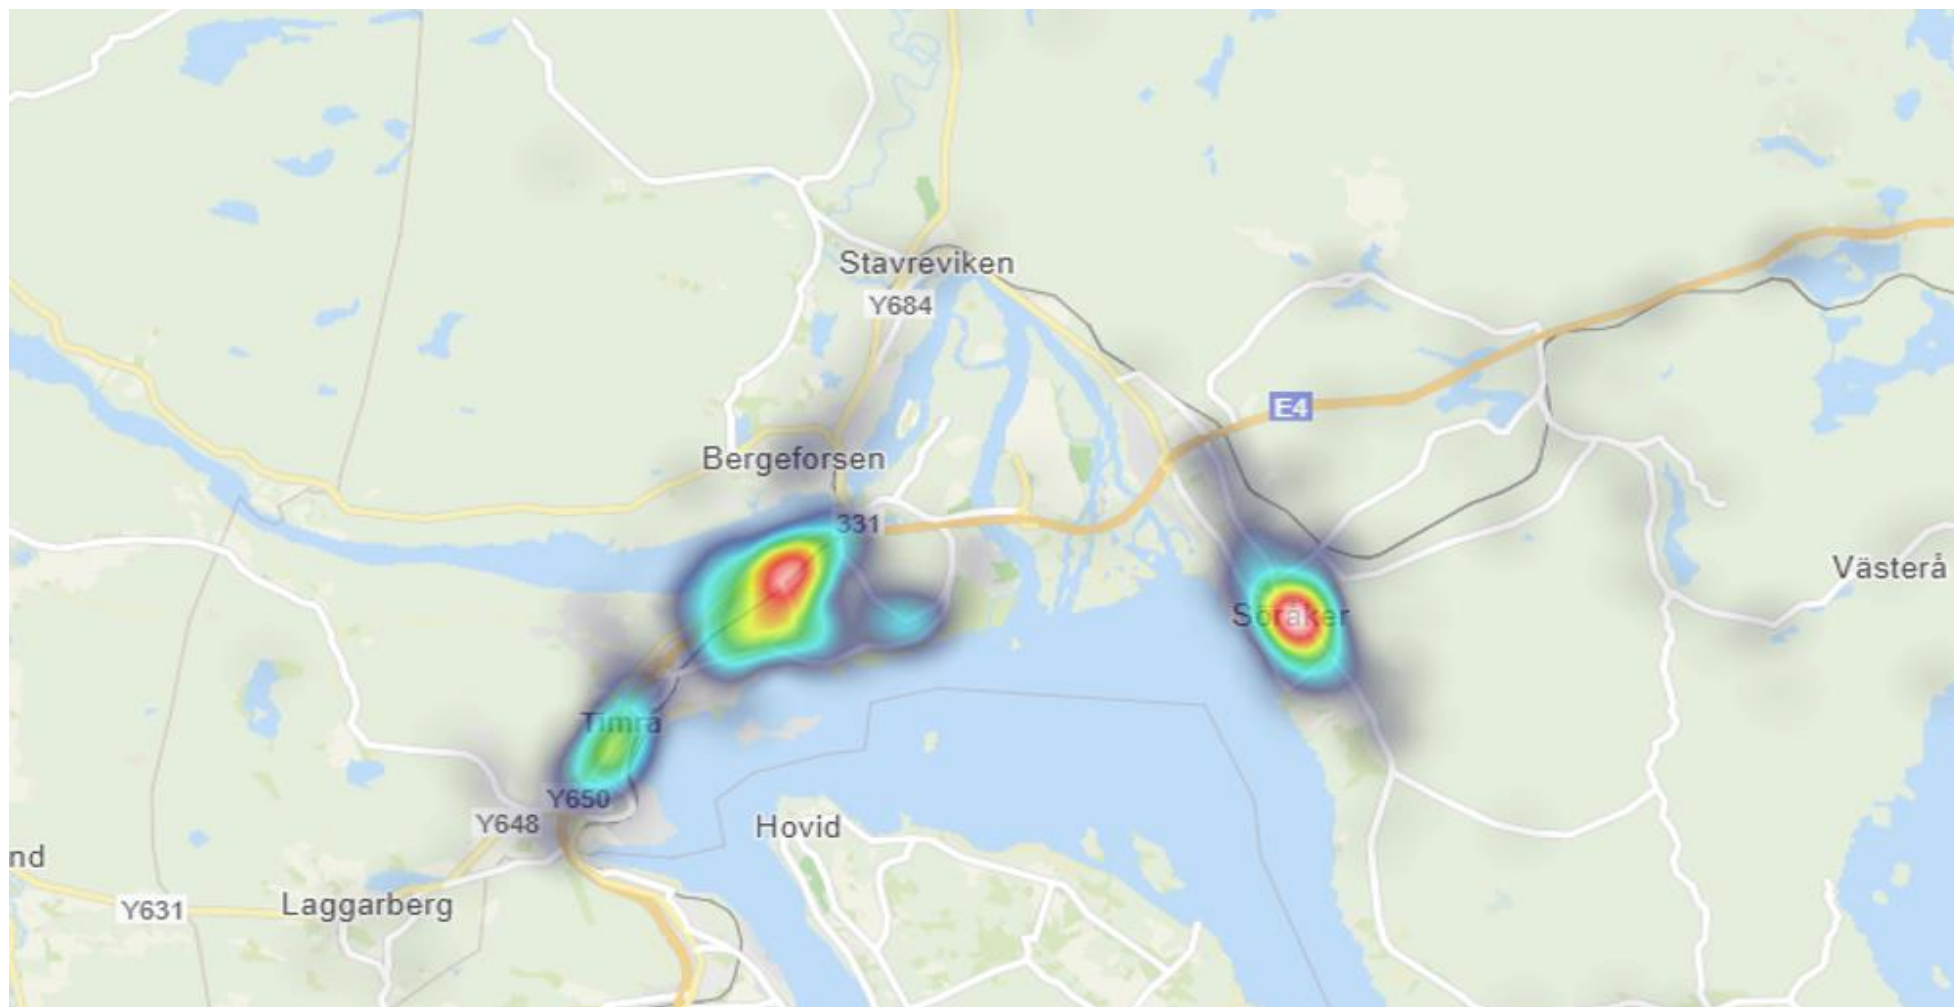 Stavreviken
Y684
E4
Bergeforsen
331
Västerå
Söråker
Timrå
Y650
Y648
Hovid
nd
Laggarberg
Y631